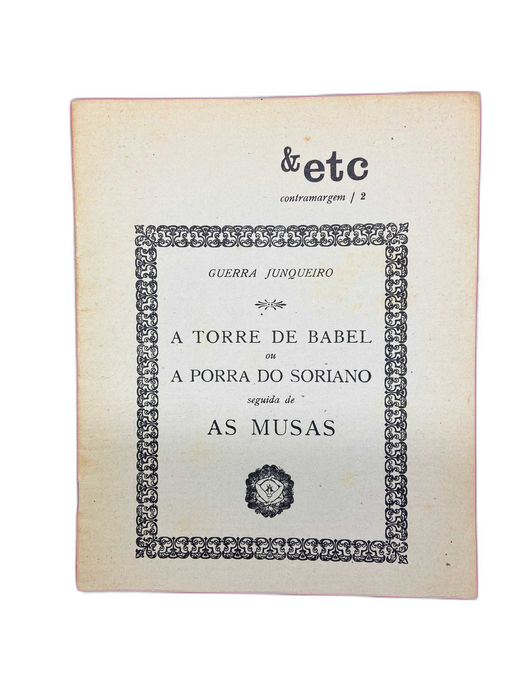 & etc
contramargem / 2
GUERRA JUNQUEIRO
A TORRE DE BABEL
ou
A PORRA DO SORIANO
seguida de
AS MUSAS